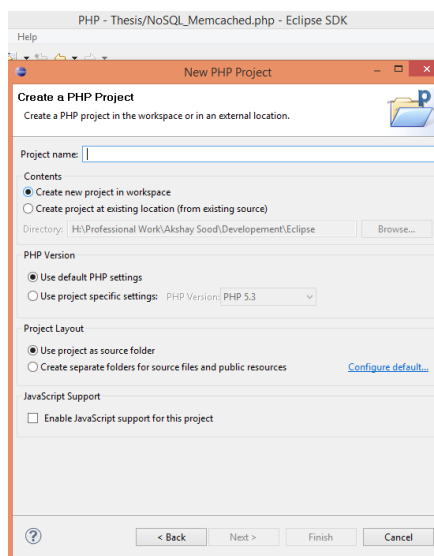 PHP - Thesis/NoSQL_Memcached.php - Eclipse SDK
Help
New PHP Project
Create a PHP Project
Create a PHP project in the workspace or in an external location.
Project name:
Contents
Create new project in workspace
Create project at existing location (from existing source)
Directory: H:\Professional Work\Akshay Sood\Developement\Eclipse Browse...
PHP Version
Use default PHP settings
Use project specific settings: PHP Version: PHP 5.3
Project Layout
Use project as source folder
Create separate folders for source files and public resources Configure default...
JavaScript Support
Enable JavaScript support for this project
? < Back Next > Finish Cancel